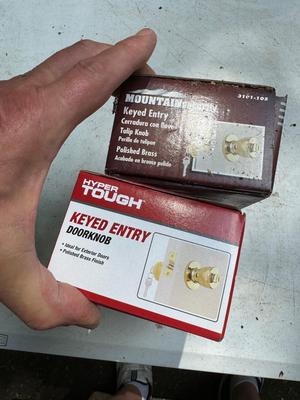 MOUNTAIN SECURITY
3101-105
Keyed Entry
Cerradura con llave
Tulip Knob
Perilla de tulipan
Polished Brass
Acabado en bronce pulido
HYPER
TOUGH
KEYED ENTRY
DOORKNOB
• Ideal for Exterior Doors
• Polished Brass Finish